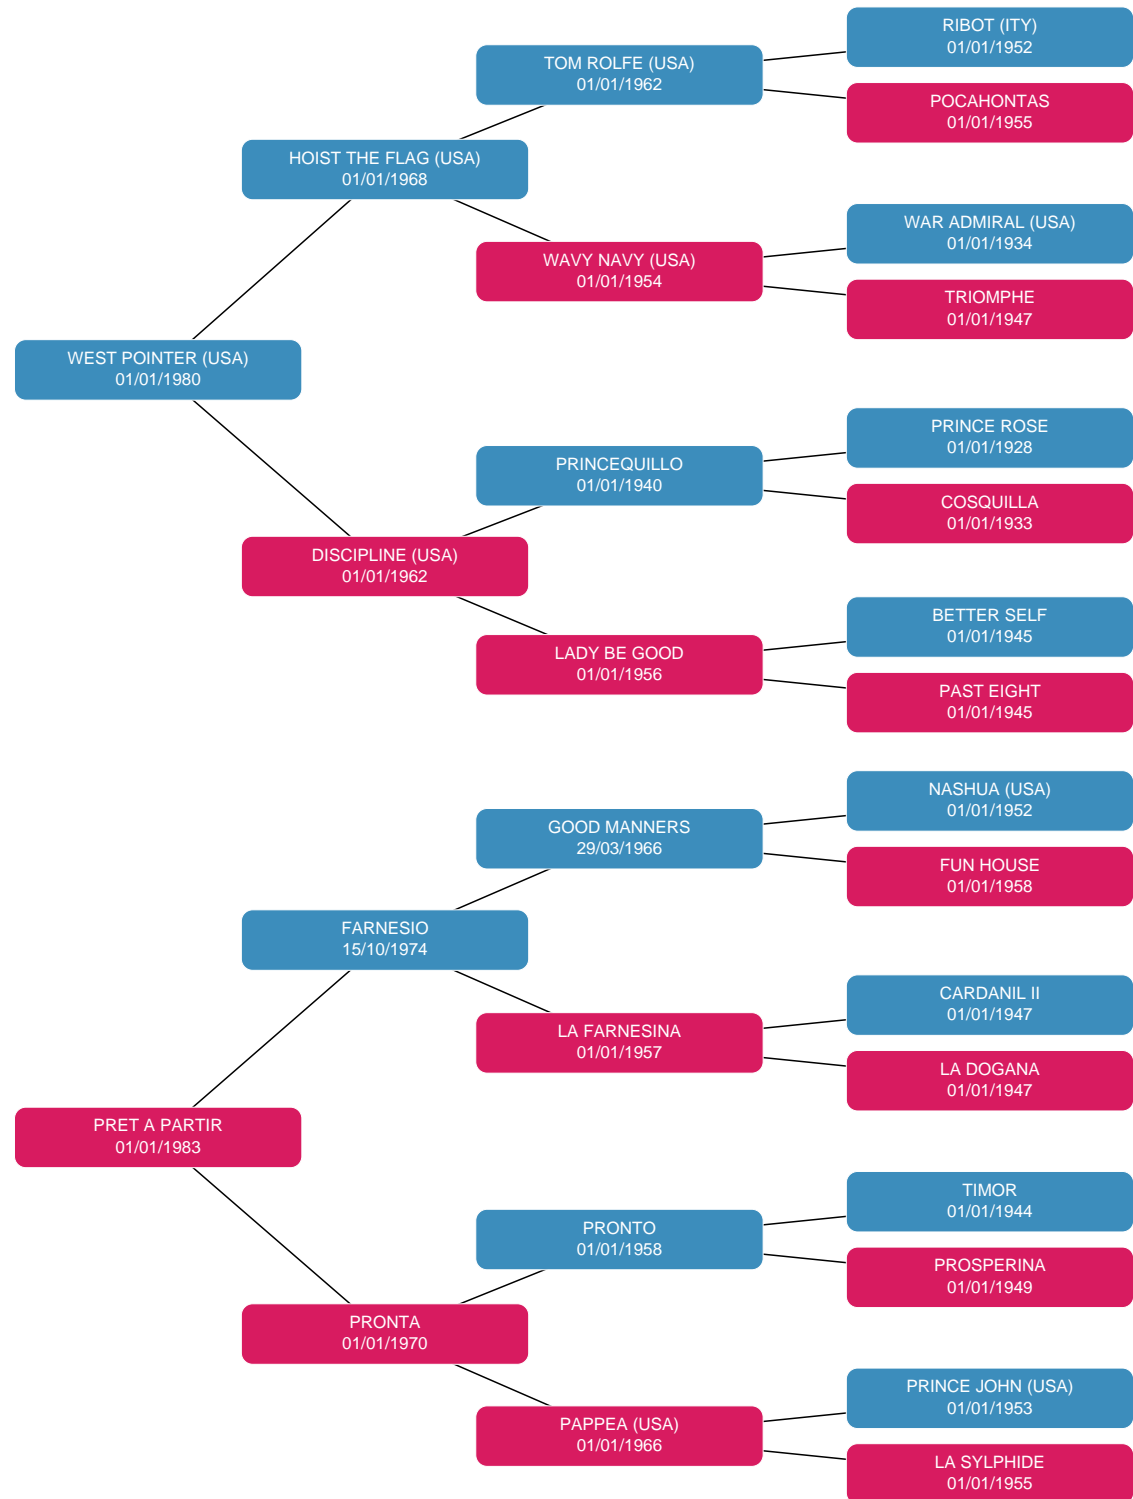 RIBOT (ITY)
01/01/1952
TOM ROLFE (USA)
01/01/1962
POCAHONTAS
01/01/1955
HOIST THE FLAG (USA)
01/01/1968
WAR ADMIRAL (USA)
01/01/1934
WAVY NAVY (USA)
01/01/1954
TRIOMPHE
01/01/1947
WEST POINTER (USA)
01/01/1980
PRINCE ROSE
01/01/1928
PRINCEQUILLO
01/01/1940
COSQUILLA
01/01/1933
DISCIPLINE (USA)
01/01/1962
BETTER SELF
01/01/1945
LADY BE GOOD
01/01/1956
PAST EIGHT
01/01/1945
NASHUA (USA)
01/01/1952
GOOD MANNERS
29/03/1966
FUN HOUSE
01/01/1958
FARNESIO
15/10/1974
CARDANIL II
01/01/1947
LA FARNESINA
01/01/1957
LA DOGANA
01/01/1947
PRET A PARTIR
01/01/1983
TIMOR
01/01/1944
PRONTO
01/01/1958
PROSPERINA
01/01/1949
PRONTA
01/01/1970
PRINCE JOHN (USA)
01/01/1953
PAPPEA (USA)
01/01/1966
LA SYLPHIDE
01/01/1955